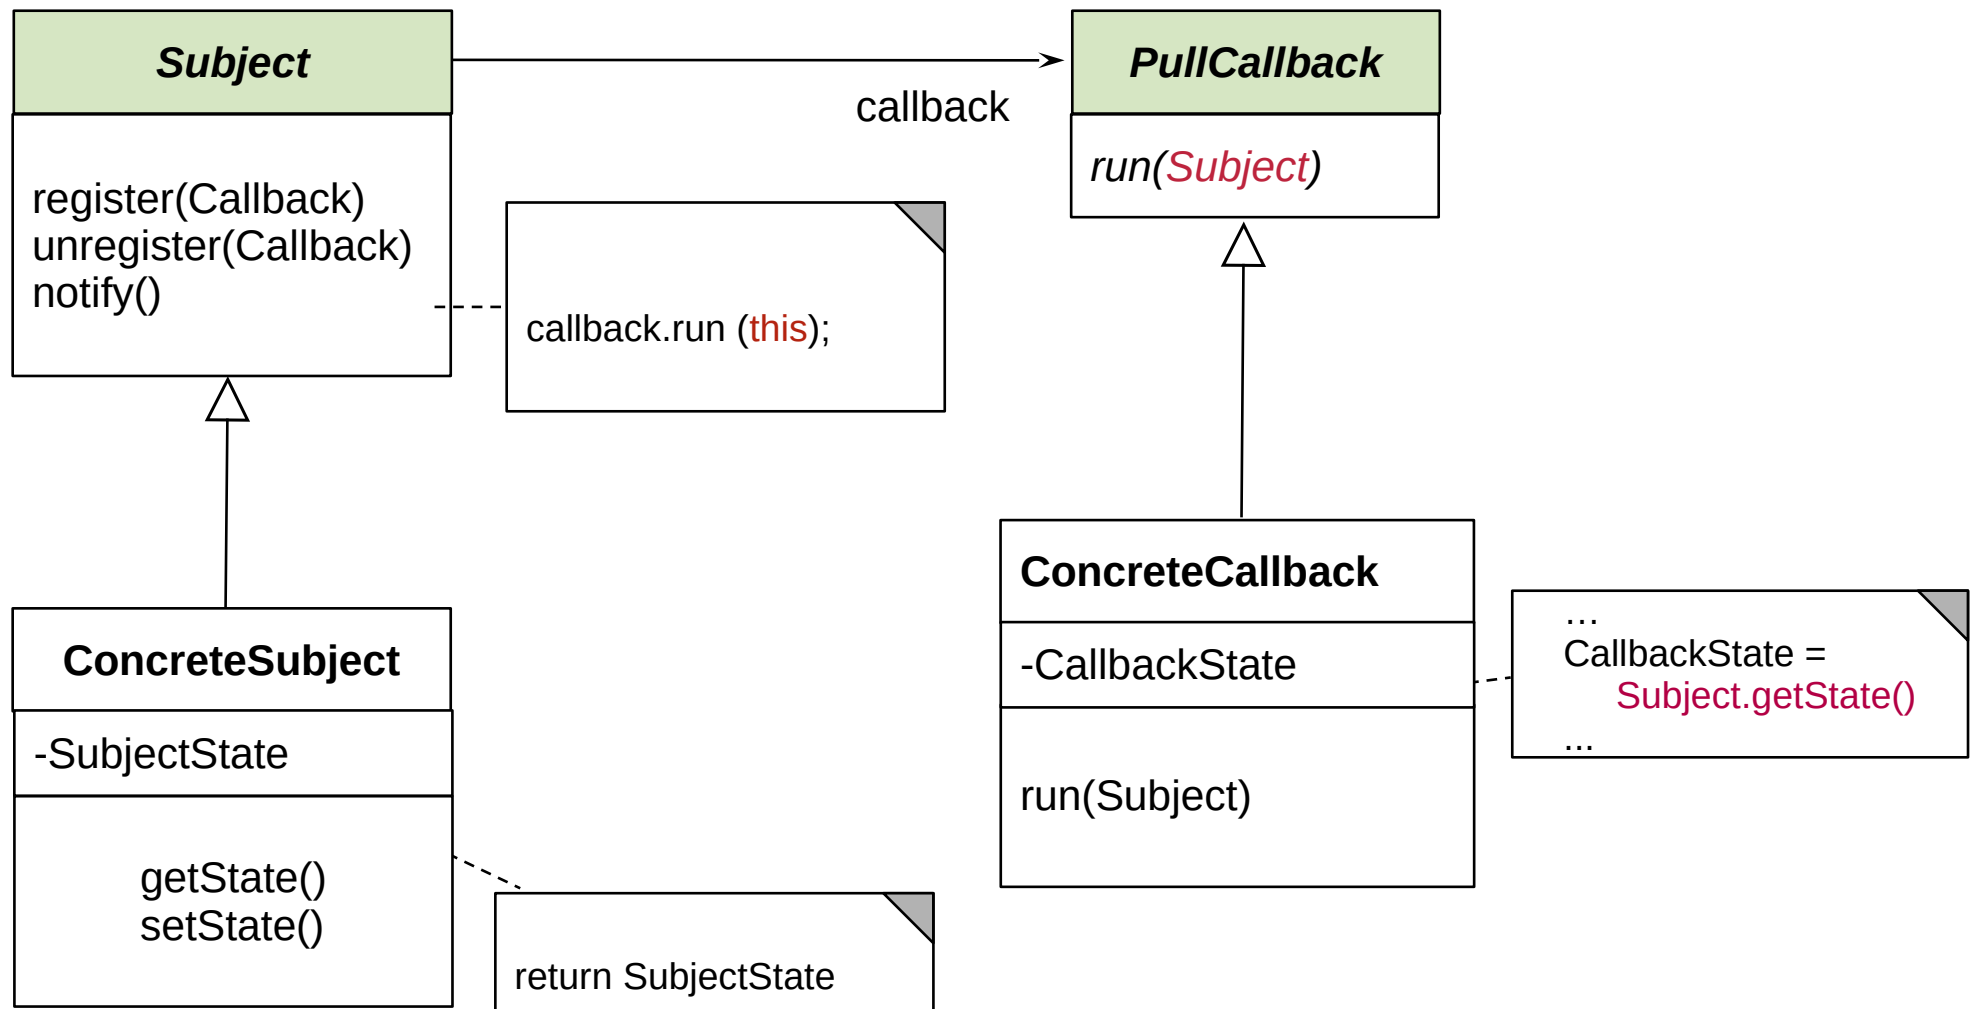 Subject
callback
PullCallback
run(Subject)
register(Callback)
unregister(Callback)
notify()
callback.run (this);
ConcreteSubject
-SubjectState
getState()
setState()
return SubjectState
ConcreteCallback
-CallbackState
run(Subject)
…
CallbackState =
Subject.getState()
...